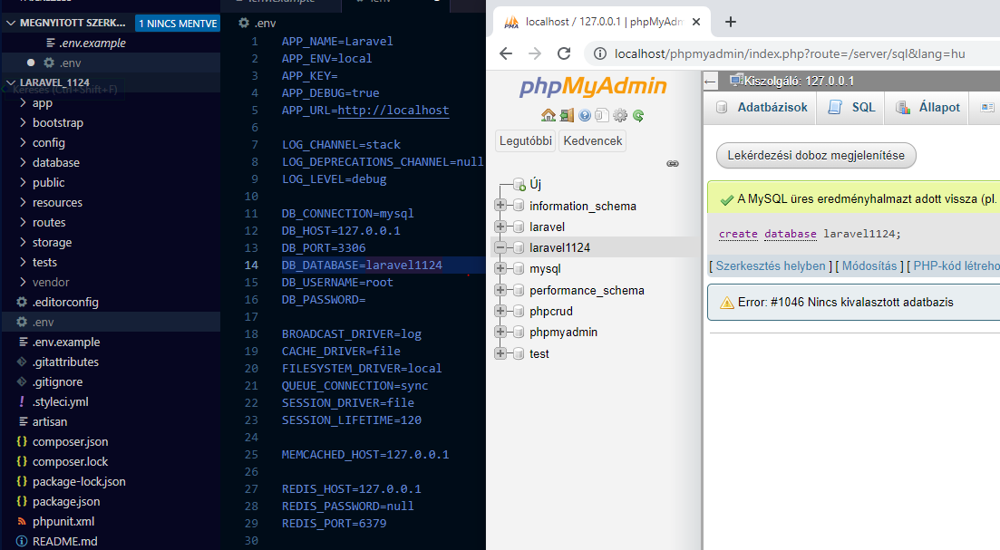 MEGNYITOTT SZERK...
1 NINCS MENTVE
.env.example
.env
LARAVEL_1124
Keresés (Ctrl+Shift+F)
app
bootstrap
config
database
public
resources
routes
storage
tests
vendor
.editorconfig
.env
.env.example
.gitattributes
.gitignore
.styleci.yml
artisan
composer.json
composer.lock
package-lock.json
package.json
phpunit.xml
README.md
.env
1 APP_NAME=Laravel
2 APP_ENV=local
3 APP_KEY=
4 APP_DEBUG=true
5 APP_URL=http://localhost
6
7 LOG_CHANNEL=stack
8 LOG_DEPRECATIONS_CHANNEL=null
9 LOG_LEVEL=debug
10
11 DB_CONNECTION=mysql
12 DB_HOST=127.0.0.1
13 DB_PORT=3306
14 DB_DATABASE=laravel1124
15 DB_USERNAME=root
16 DB_PASSWORD=
17
18 BROADCAST_DRIVER=log
19 CACHE_DRIVER=file
20 FILESYSTEM_DRIVER=local
21 QUEUE_CONNECTION=sync
22 SESSION_DRIVER=file
23 SESSION_LIFETIME=120
24
25 MEMCACHED_HOST=127.0.0.1
26
27 REDIS_HOST=127.0.0.1
28 REDIS_PASSWORD=null
29 REDIS_PORT=6379
30
localhost / 127.0.0.1 | phpMyAdm
localhost/phpmyadmin/index.php?route=/server/sql&lang=hu
phpMyAdmin
Legutóbbi Kedvencek
Új
information_schema
laravel
laravel1124
mysql
performance_schema
phpcrud
phpmyadmin
test
Kiszolgáló: 127.0.0.1
Adatbázisok SQL Állapot
Lekérdezési doboz megjelenítése
A MySQL üres eredményhalmazt adott vissza (pl.
create database laravel1124;
[ Szerkesztés helyben ] [ Módosítás ] [ PHP-kód létreho
Error: #1046 Nincs kivalasztott adatbazis